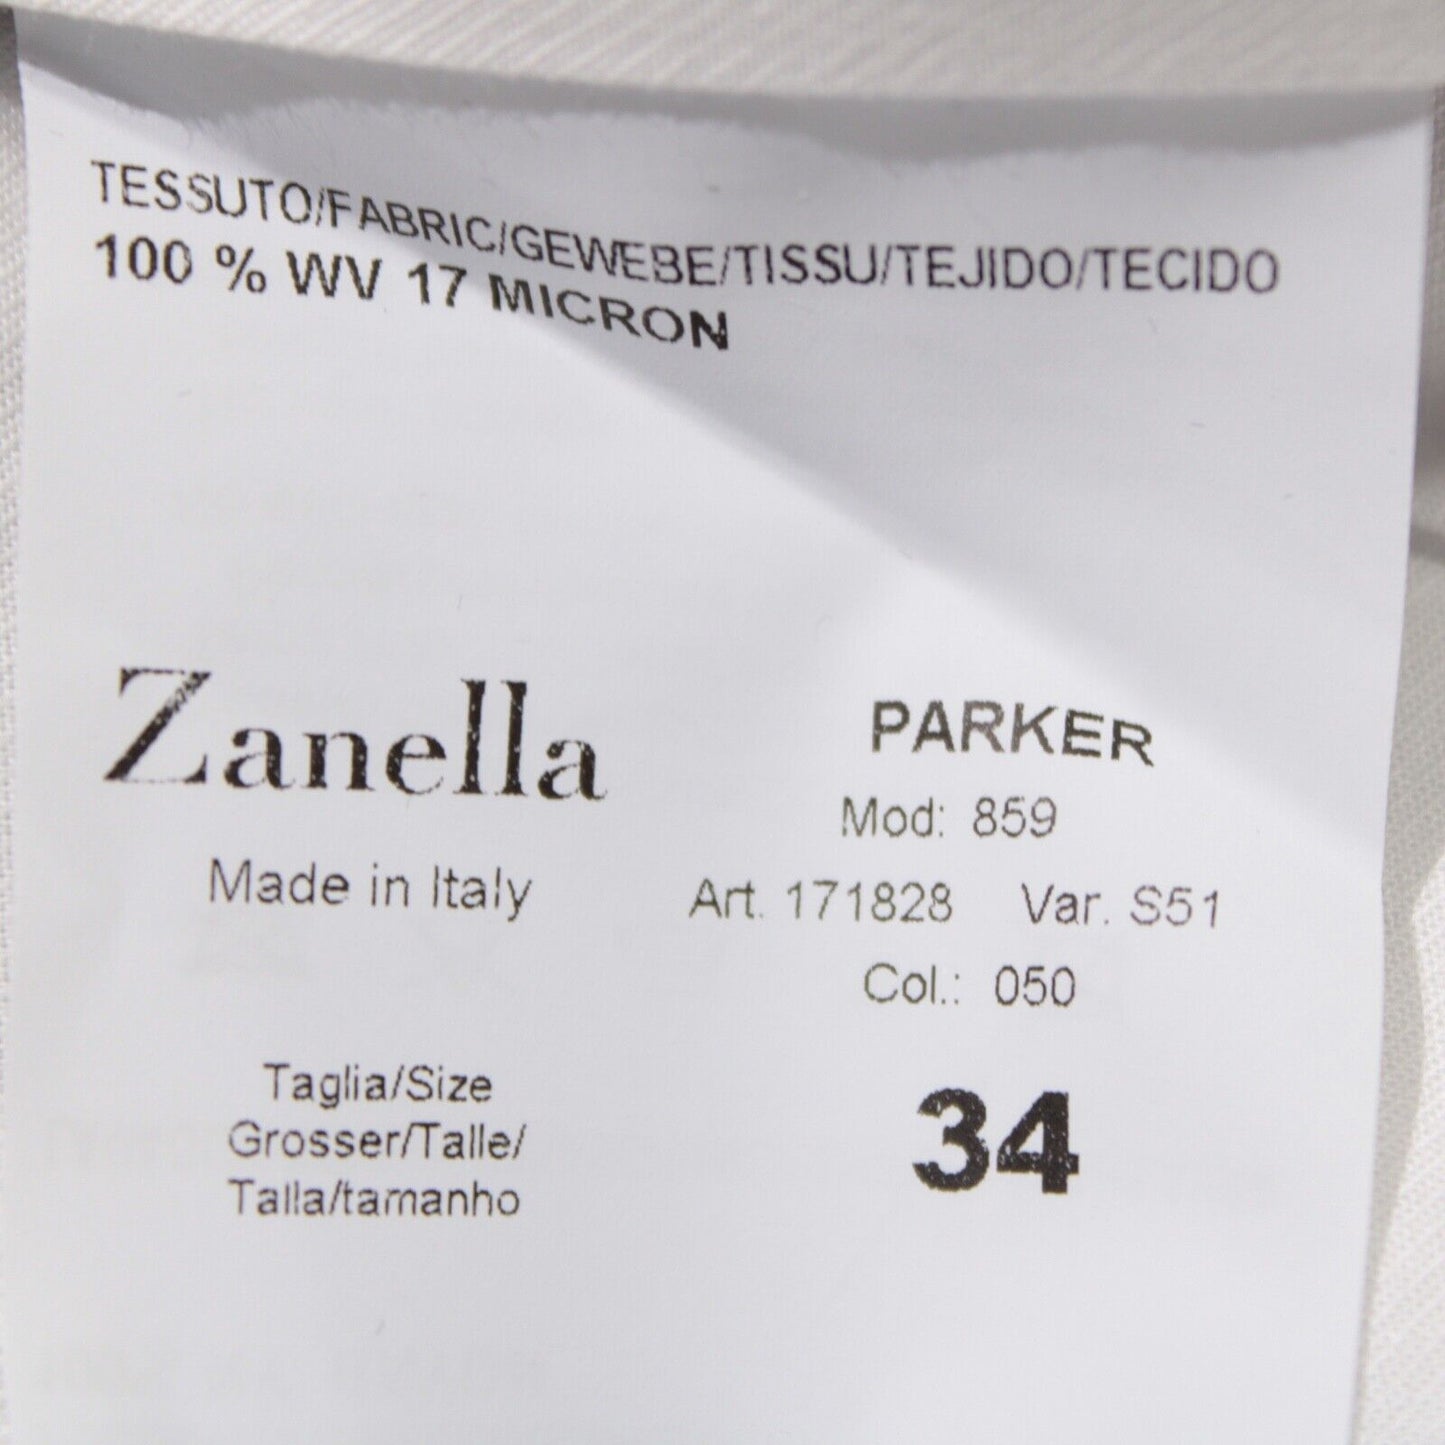 TESSUTO/FABRIC/GEWEBE/TISSU/TEJIDO/TECIDO
100 % WV 17 MICRON
Zanella
Made in Italy
PARKER
Mod: 859
Art. 171828 Var. S51
Col.: 050
Taglia/Size
Grosser/Talle/
Talla/tamanho
34